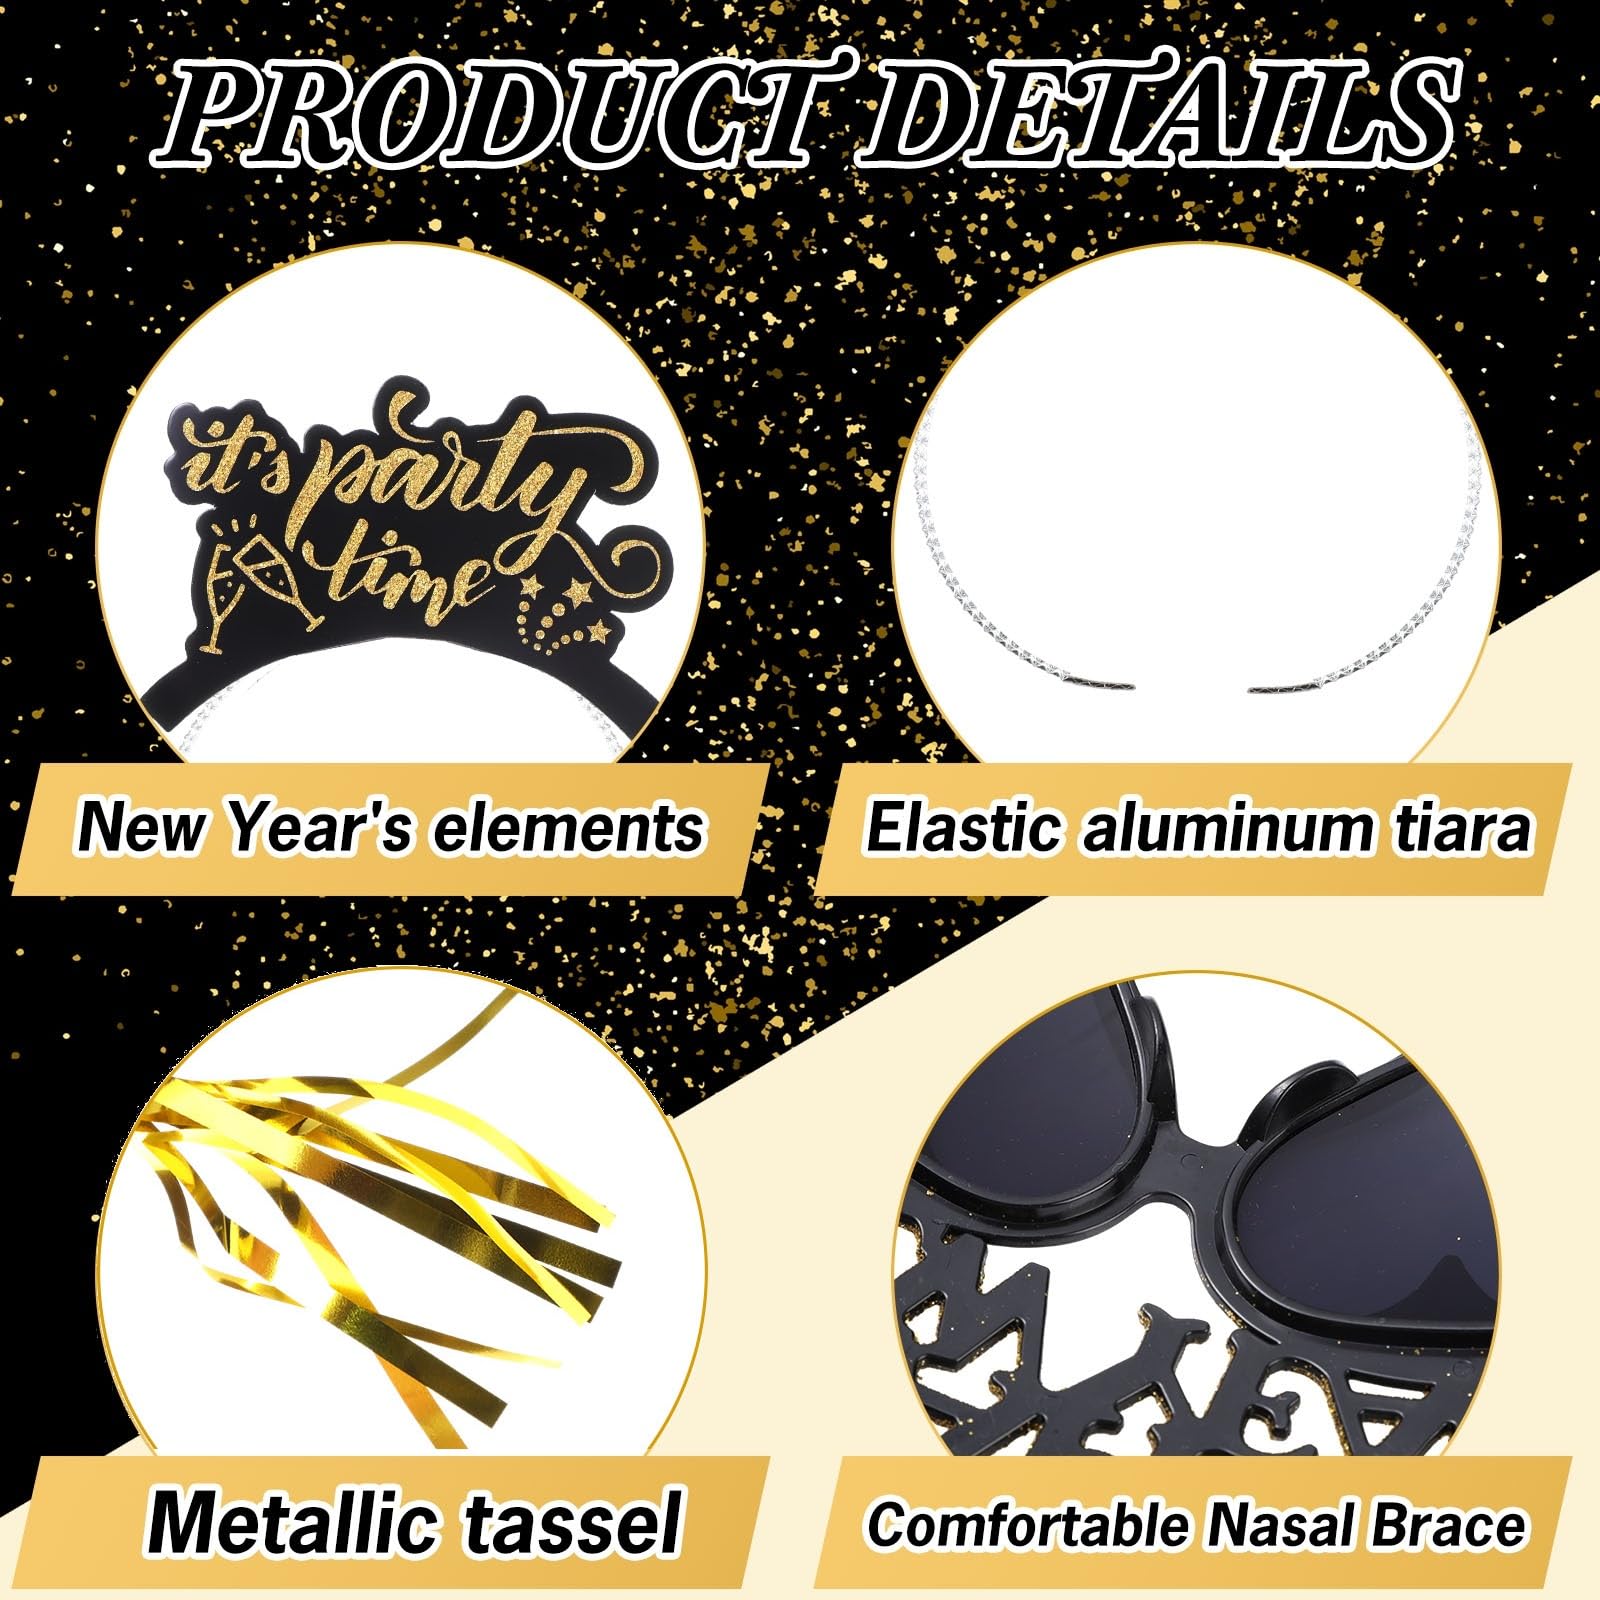 PRODUCT DETAILS
it's party
time
New Year's elements
Elastic aluminum tiara
Metallic tassel
Comfortable Nasal Brace